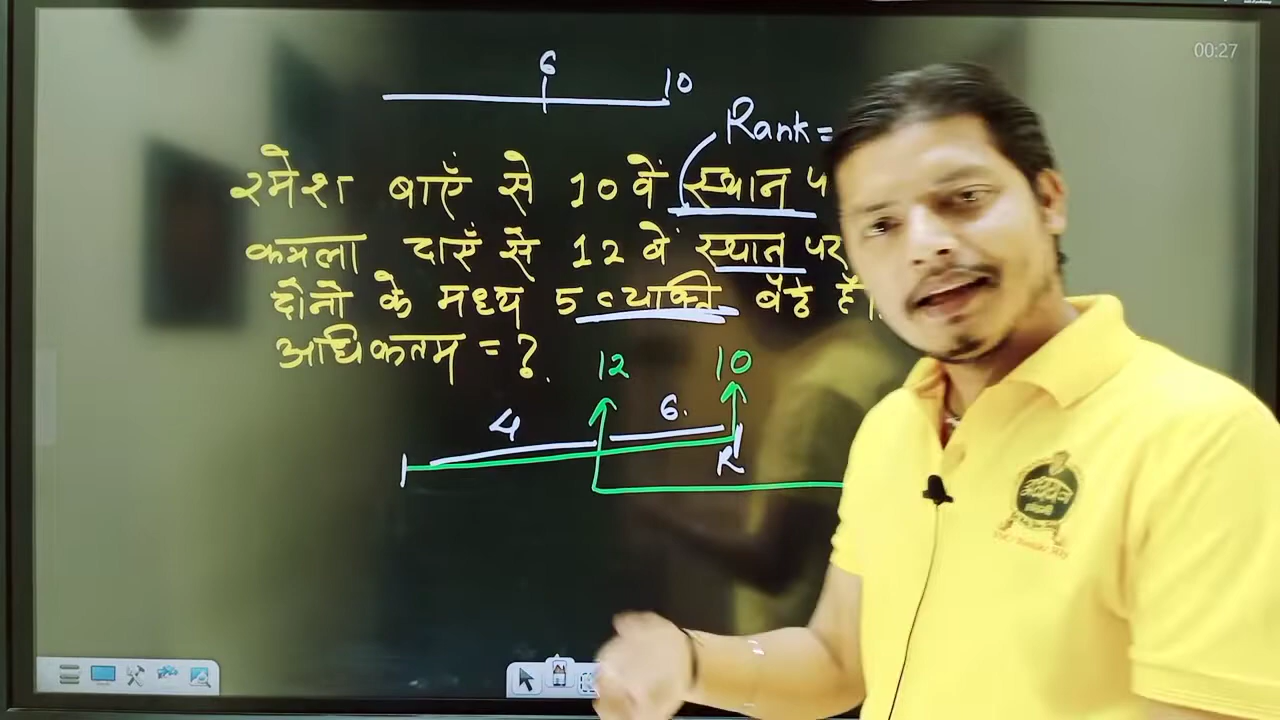 00:27
6
10
Rank =
रमेश बाएँ से 10 वें स्थान प
कमला दाएँ से 12 वें स्थान पर
दोनो के मध्य 5 व्यक्ति बैठे हैं।
अधिकतम = ?
12 10
4 6.
R